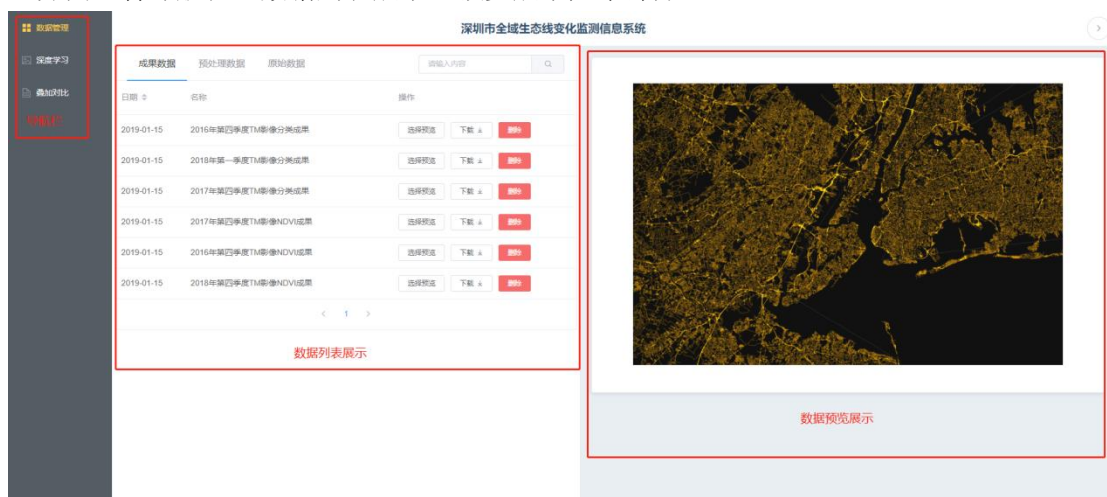 深圳市全域生态线变化监测信息系统
数据管理
深度学习
叠加对比
导航栏
成果数据 预处理数据 原始数据 请输入内容
日期 名称 操作
2019-01-15 2016年第四季度TM影像分类成果 选择预览 下载 删除
2019-01-15 2018年第一季度TM影像分类成果 选择预览 下载 删除
2019-01-15 2017年第四季度TM影像分类成果 选择预览 下载 删除
2019-01-15 2017年第四季度TM影像NDVI成果 选择预览 下载 删除
2019-01-15 2016年第四季度TM影像NDVI成果 选择预览 下载 删除
2019-01-15 2018年第四季度TM影像NDVI成果 选择预览 下载 删除
1
数据列表展示
数据预览展示